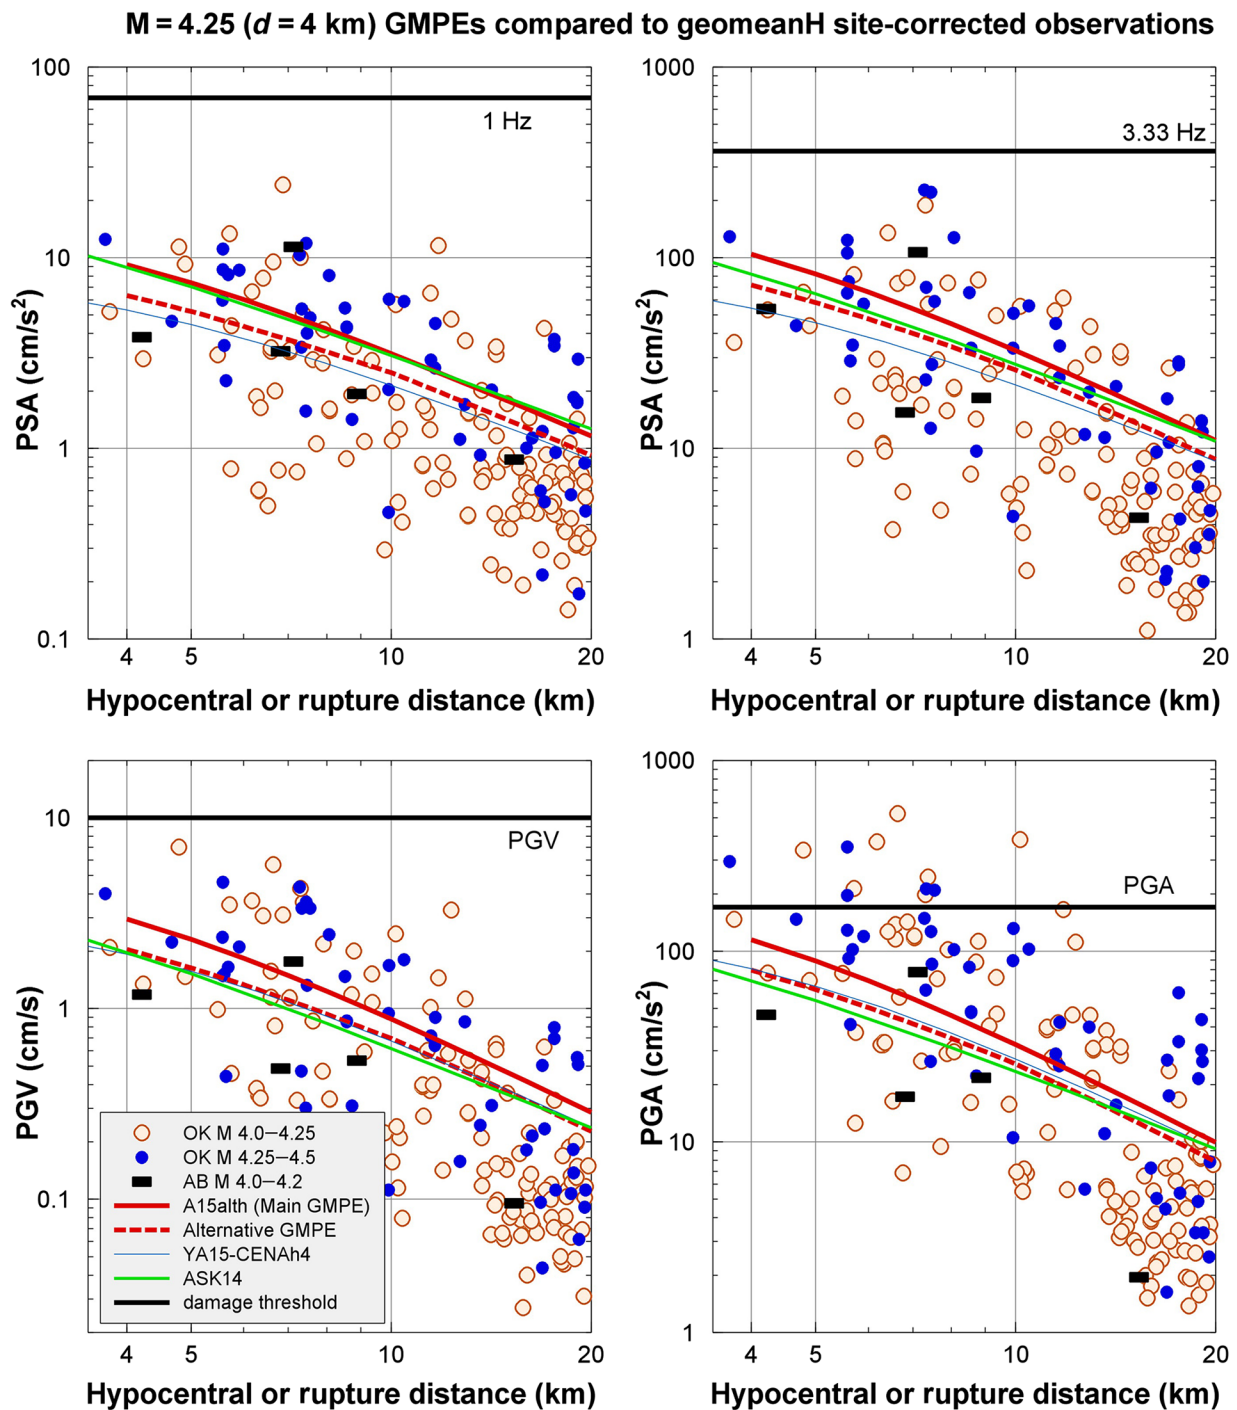 M = 4.25 (d = 4 km) GMPEs compared to geomeanH site-corrected observations
100
10
1
0.1
PSA (cm/s²)
1 Hz
4 5 10 20
Hypocentral or rupture distance (km)
1000
100
10
1
PSA (cm/s²)
3.33 Hz
4 5 10 20
Hypocentral or rupture distance (km)
10
1
0.1
PGV (cm/s)
PGV
OK M 4.0–4.25
OK M 4.25–4.5
AB M 4.0–4.2
A15alth (Main GMPE)
Alternative GMPE
YA15-CENAh4
ASK14
damage threshold
4 5 10 20
Hypocentral or rupture distance (km)
1000
100
10
1
PGA (cm/s²)
PGA
4 5 10 20
Hypocentral or rupture distance (km)